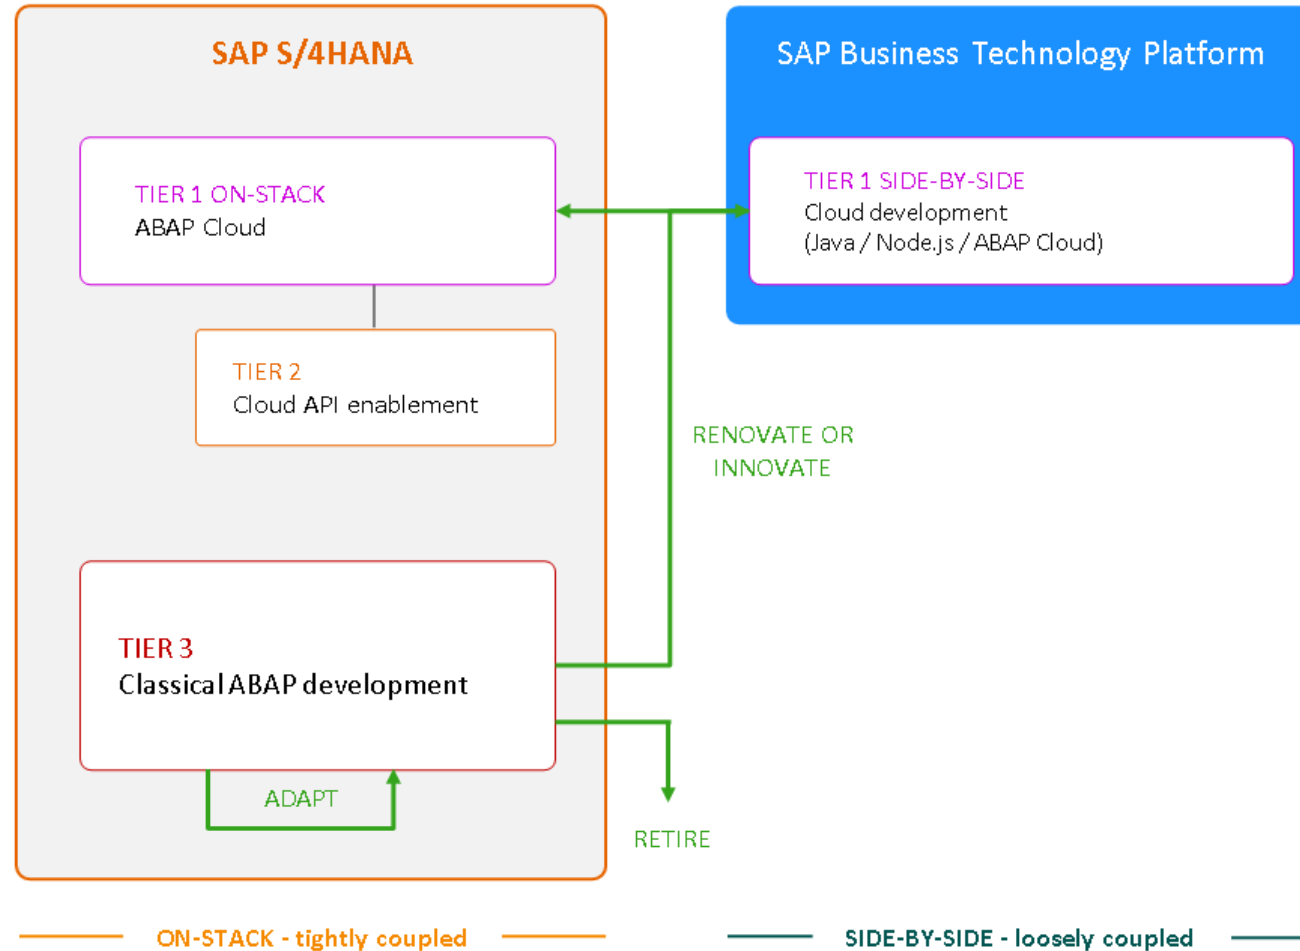 SAP S/4HANA
SAP Business Technology Platform
TIER 1 ON-STACK
ABAP Cloud
TIER 1 SIDE-BY-SIDE
Cloud development
(Java / Node.js / ABAP Cloud)
TIER 2
Cloud API enablement
RENOVATE OR
INNOVATE
TIER 3
Classical ABAP development
ADAPT
RETIRE
ON-STACK - tightly coupled
SIDE-BY-SIDE - loosely coupled